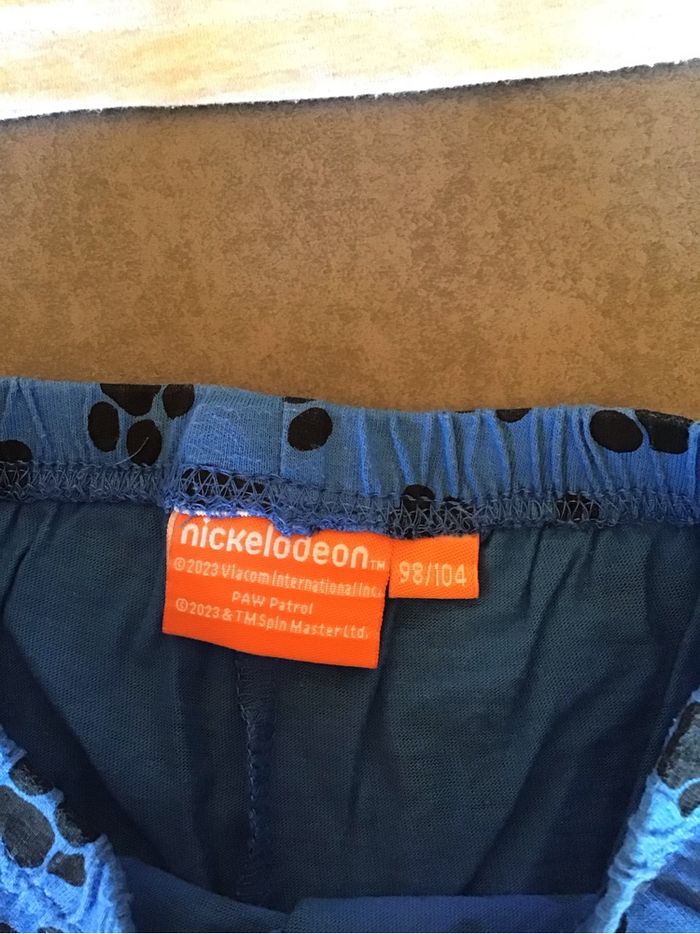 nickelodeon™
©2023 Viacom International Inc.
PAW Patrol
©2023 & TM Spin Master Ltd.
98/104